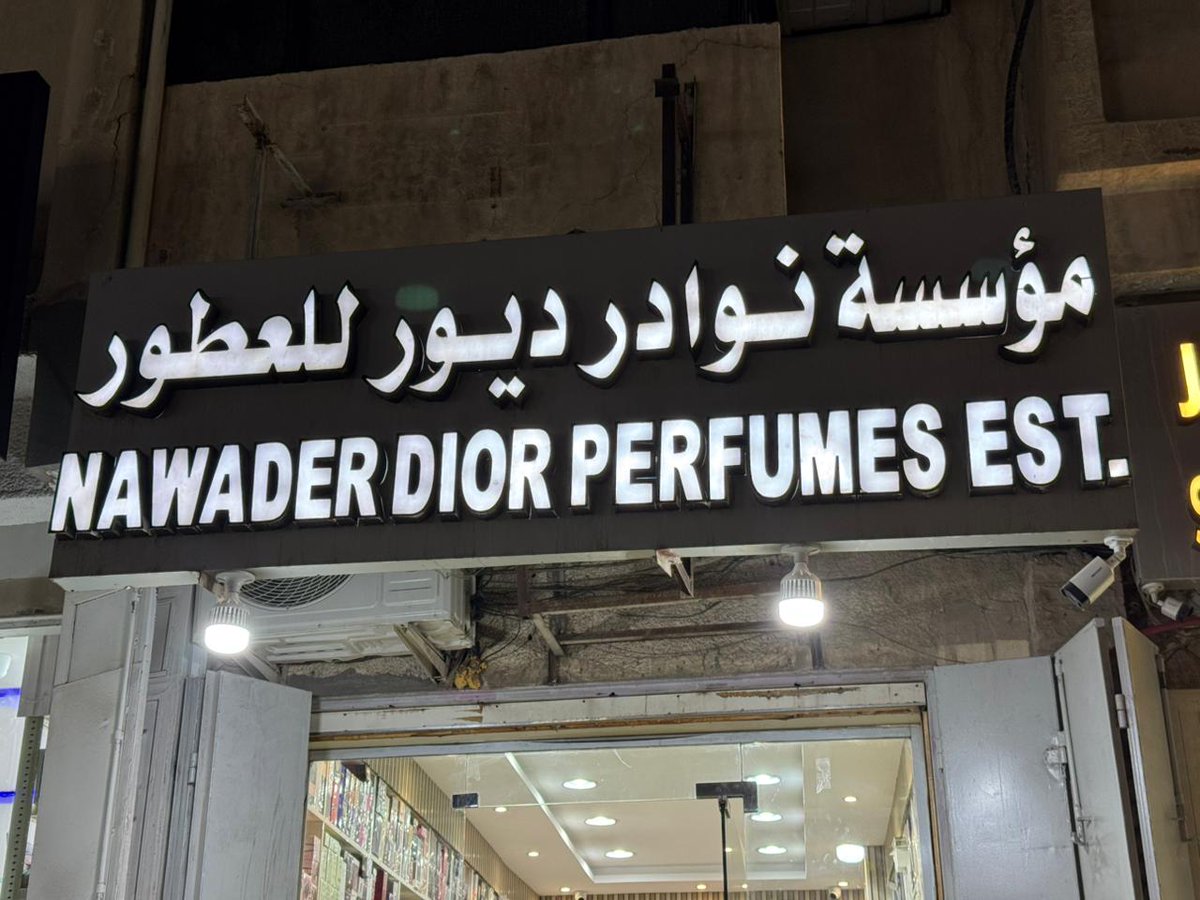 مؤسسة نوادر ديور للعطور
NAWADER DIOR PERFUMES EST.